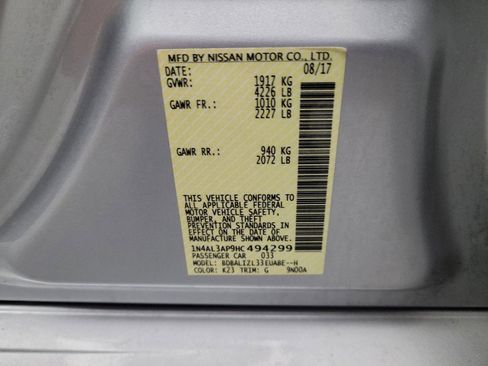 MFD BY NISSAN MOTOR CO., LTD.
DATE: 08/17
GVWR: 1917 KG
4226 LB
GAWR FR.: 1010 KG
2227 LB
GAWR RR.: 940 KG
2072 LB
THIS VEHICLE CONFORMS TO
ALL APPLICABLE FEDERAL
MOTOR VEHICLE SAFETY,
BUMPER, AND THEFT
PREVENTION STANDARDS IN
EFFECT ON THE DATE OF
MANUFACTURE SHOWN ABOVE.
1N4AL3AP9HC494299
PASSENGER CAR 033
MODEL: BDBALIZL33EUABE--H
COLOR: K23 TRIM: G 9N00A